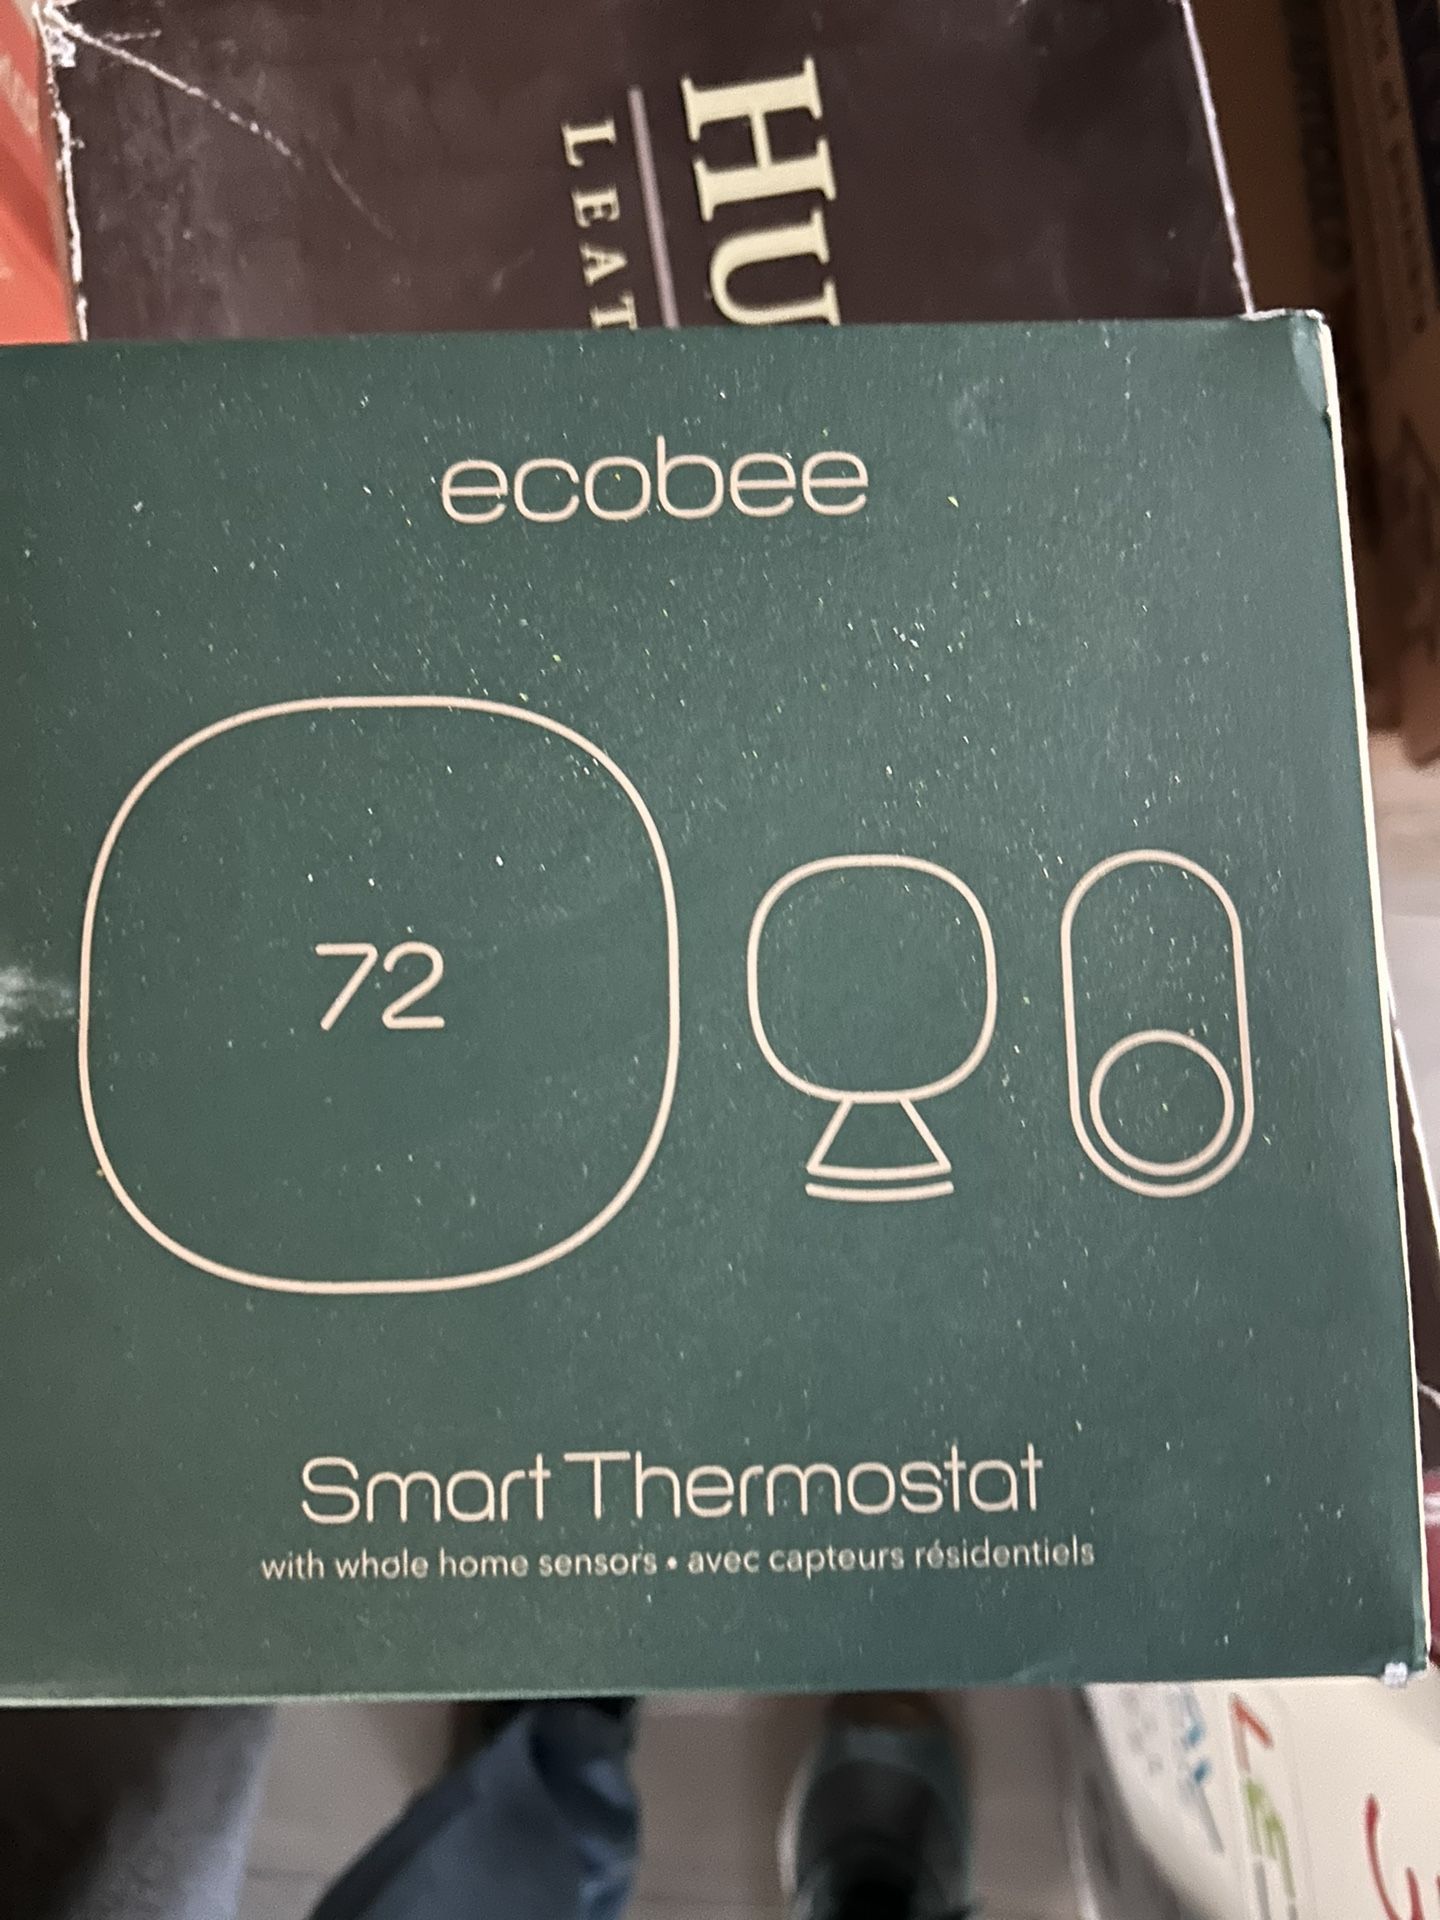 HU
LEAT
ecobee
72
Smart Thermostat
with whole home sensors • avec capteurs résidentiels